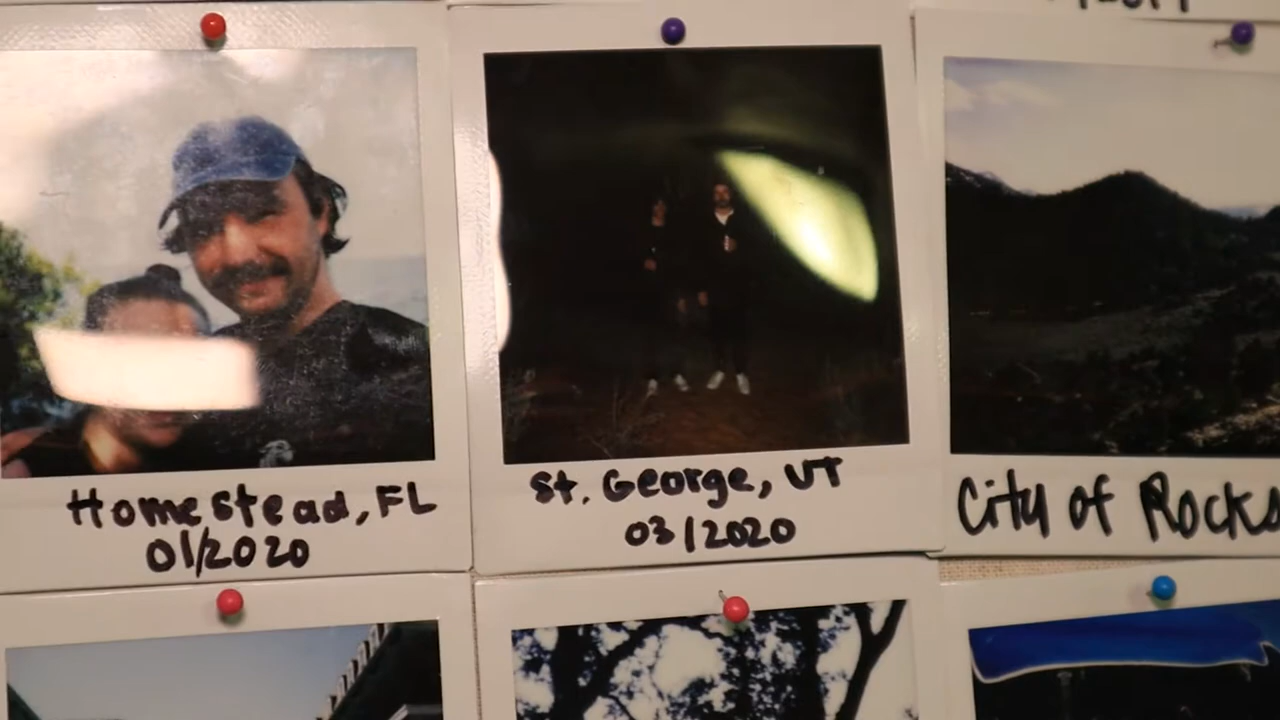 Homestead, FL
01/2020
St. George, UT
03/2020
City of Rocks